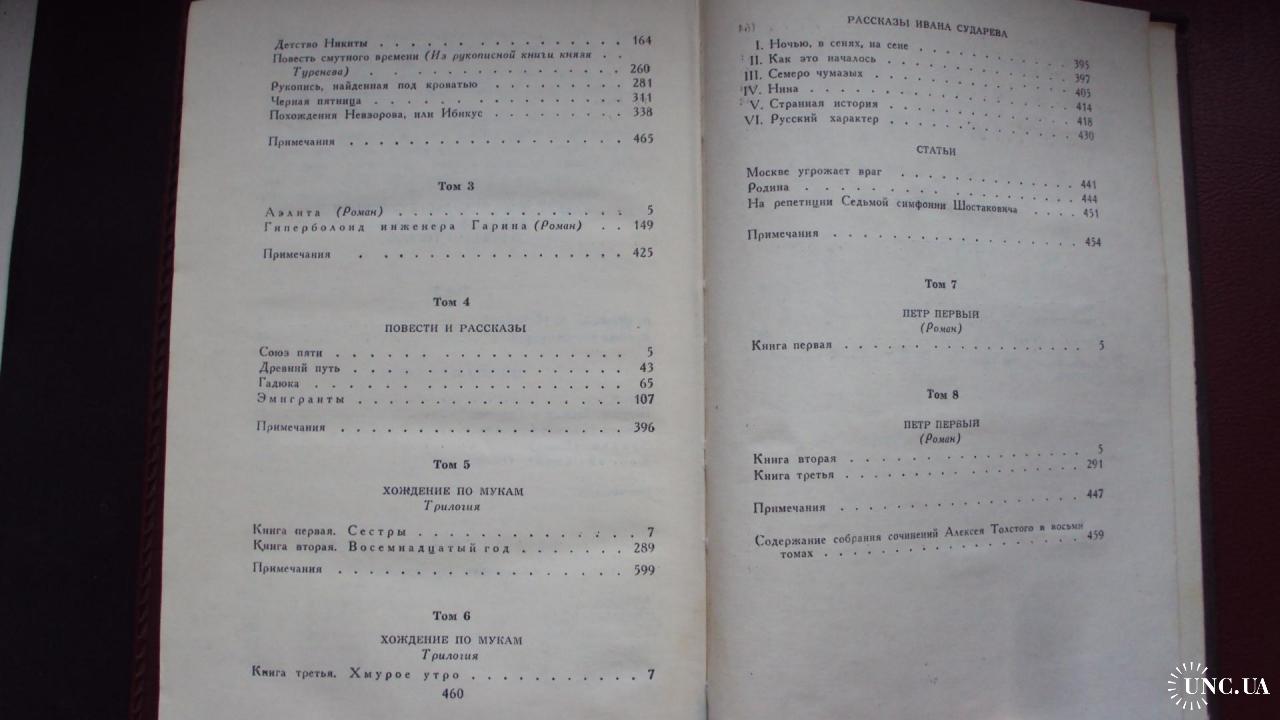 Детство Никиты . . . . . . . . . . . . . . . 164
Повесть смутного времени (Из рукописной книги князя . .
Туренева) . . . . . . . . . . . . . . . 260
Рукопись, найденная под кроватью . . . . . . . . . 281
Черная пятница . . . . . . . . . . . . . . . 311
Похождения Невзорова, или Ибикус . . . . . . . . . 338
Примечания . . . . . . . . . . . . . . . . . 465
Том 3
Аэлита (Роман) . . . . . . . . . . . . . . 5
Гиперболоид инженера Гарина (Роман) . . 149
Примечания . . . . . . . . . . . . . . . 425
Том 4
ПОВЕСТИ И РАССКАЗЫ
Союз пяти . . . . . . . . . . . . . . . . . 5
Древний путь . . . . . . . . . . . . . . . . 43
Гадюка . . . . . . . . . . . . . . . . . . 65
Эмигранты . . . . . . . . . . . . . . . . 107
Примечания . . . . . . . . . . . . . . . . 396
Том 5
ХОЖДЕНИЕ ПО МУКАМ
Трилогия
Книга первая. Сестры . . . . . . . . . . . . 7
Книга вторая. Восемнадцатый год . . . . . . . 289
Примечания . . . . . . . . . . . . . . . . 599
Том 6
ХОЖДЕНИЕ ПО МУКАМ
Трилогия
Книга третья. Хмурое утро . . . . . . . . . . . 7
460
РАССКАЗЫ ИВАНА СУДАРЕВА
I. Ночью, в сенях, на сене . . . . . . . . . 395
II. Как это началось . . . . . . . . . . . . 397
III. Семеро чумазых . . . . . . . . . . . . 405
IV. Нина . . . . . . . . . . . . . . . . . 414
V. Странная история . . . . . . . . . . . . 418
VI. Русский характер . . . . . . . . . . . . 430
СТАТЬИ
Москве угрожает враг . . . . . . . . . . . . 441
Родина . . . . . . . . . . . . . . . . . 444
На репетиции Седьмой симфонии Шостаковича . . . . 451
Примечания . . . . . . . . . . . . . . . . 454
Том 7
ПЕТР ПЕРВЫЙ
(Роман)
Книга первая . . . . . . . . . . . . . . . 5
Том 8
ПЕТР ПЕРВЫЙ
(Роман)
Книга вторая . . . . . . . . . . . . . . . 5
Книга третья . . . . . . . . . . . . . . . 291
Примечания . . . . . . . . . . . . . . . . 447
Содержание собрания сочинений Алексея Толстого в восьми
томах . . . . . . . . . . . . . . . . . 459
UNC.UA